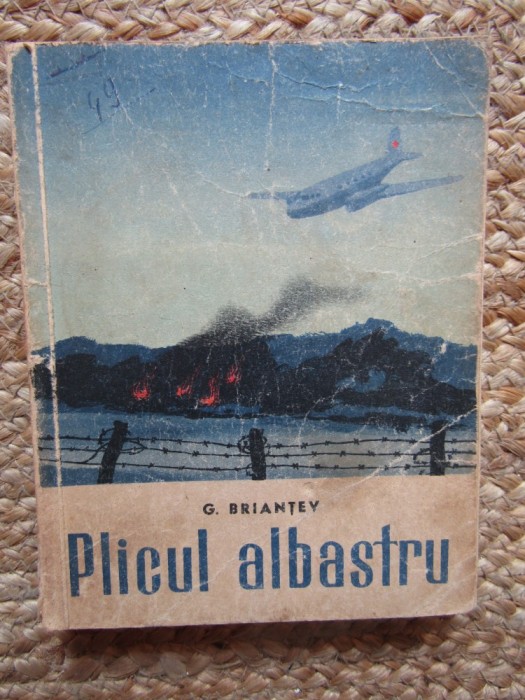 49
G. BRIANȚEV
Plicul albastru